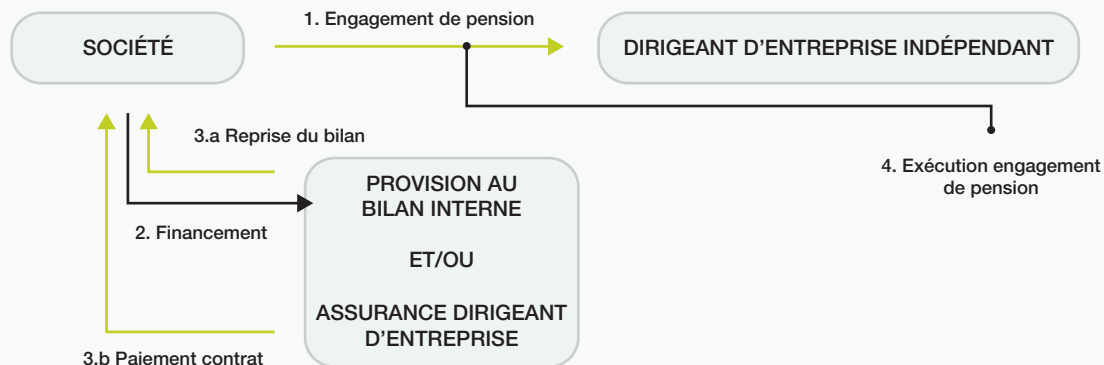 1. Engagement de pension
SOCIÉTÉ
DIRIGEANT D’ENTREPRISE INDÉPENDANT
3.a Reprise du bilan
4. Exécution engagement
de pension
PROVISION AU
BILAN INTERNE
2. Financement
ET/OU
ASSURANCE DIRIGEANT
D’ENTREPRISE
3.b Paiement contrat